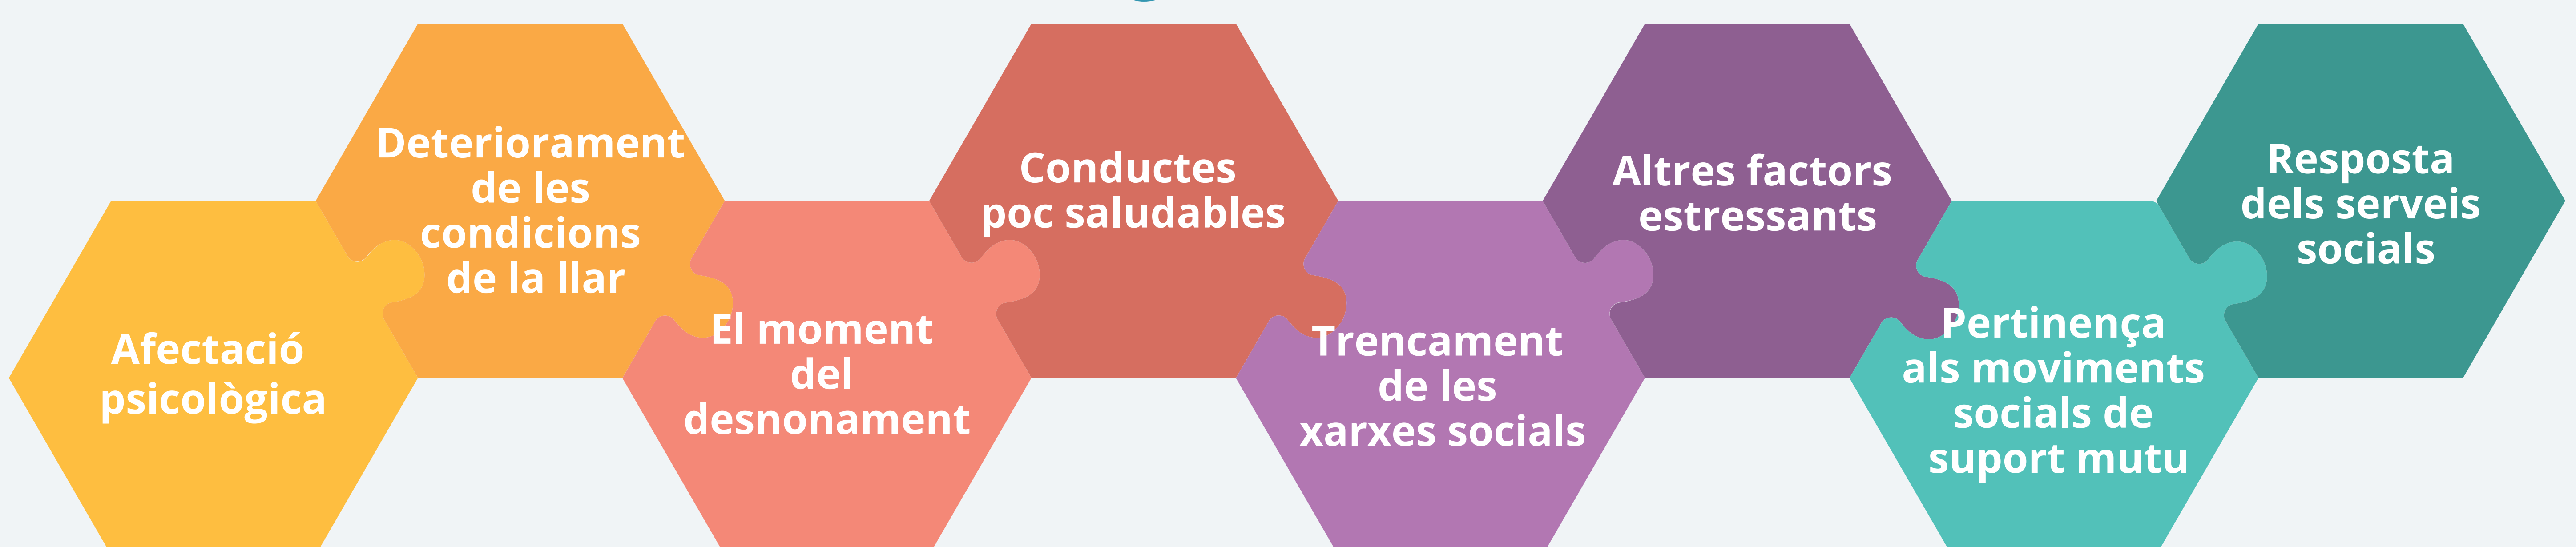 Afectació
psicològica
Deteriorament
de les
condicions
de la llar
El moment
del
desnonament
Conductes
poc saludables
Trencament
de les
xarxes socials
Altres factors
estressants
Pertinença
als moviments
socials de
suport mutu
Resposta
dels serveis
socials